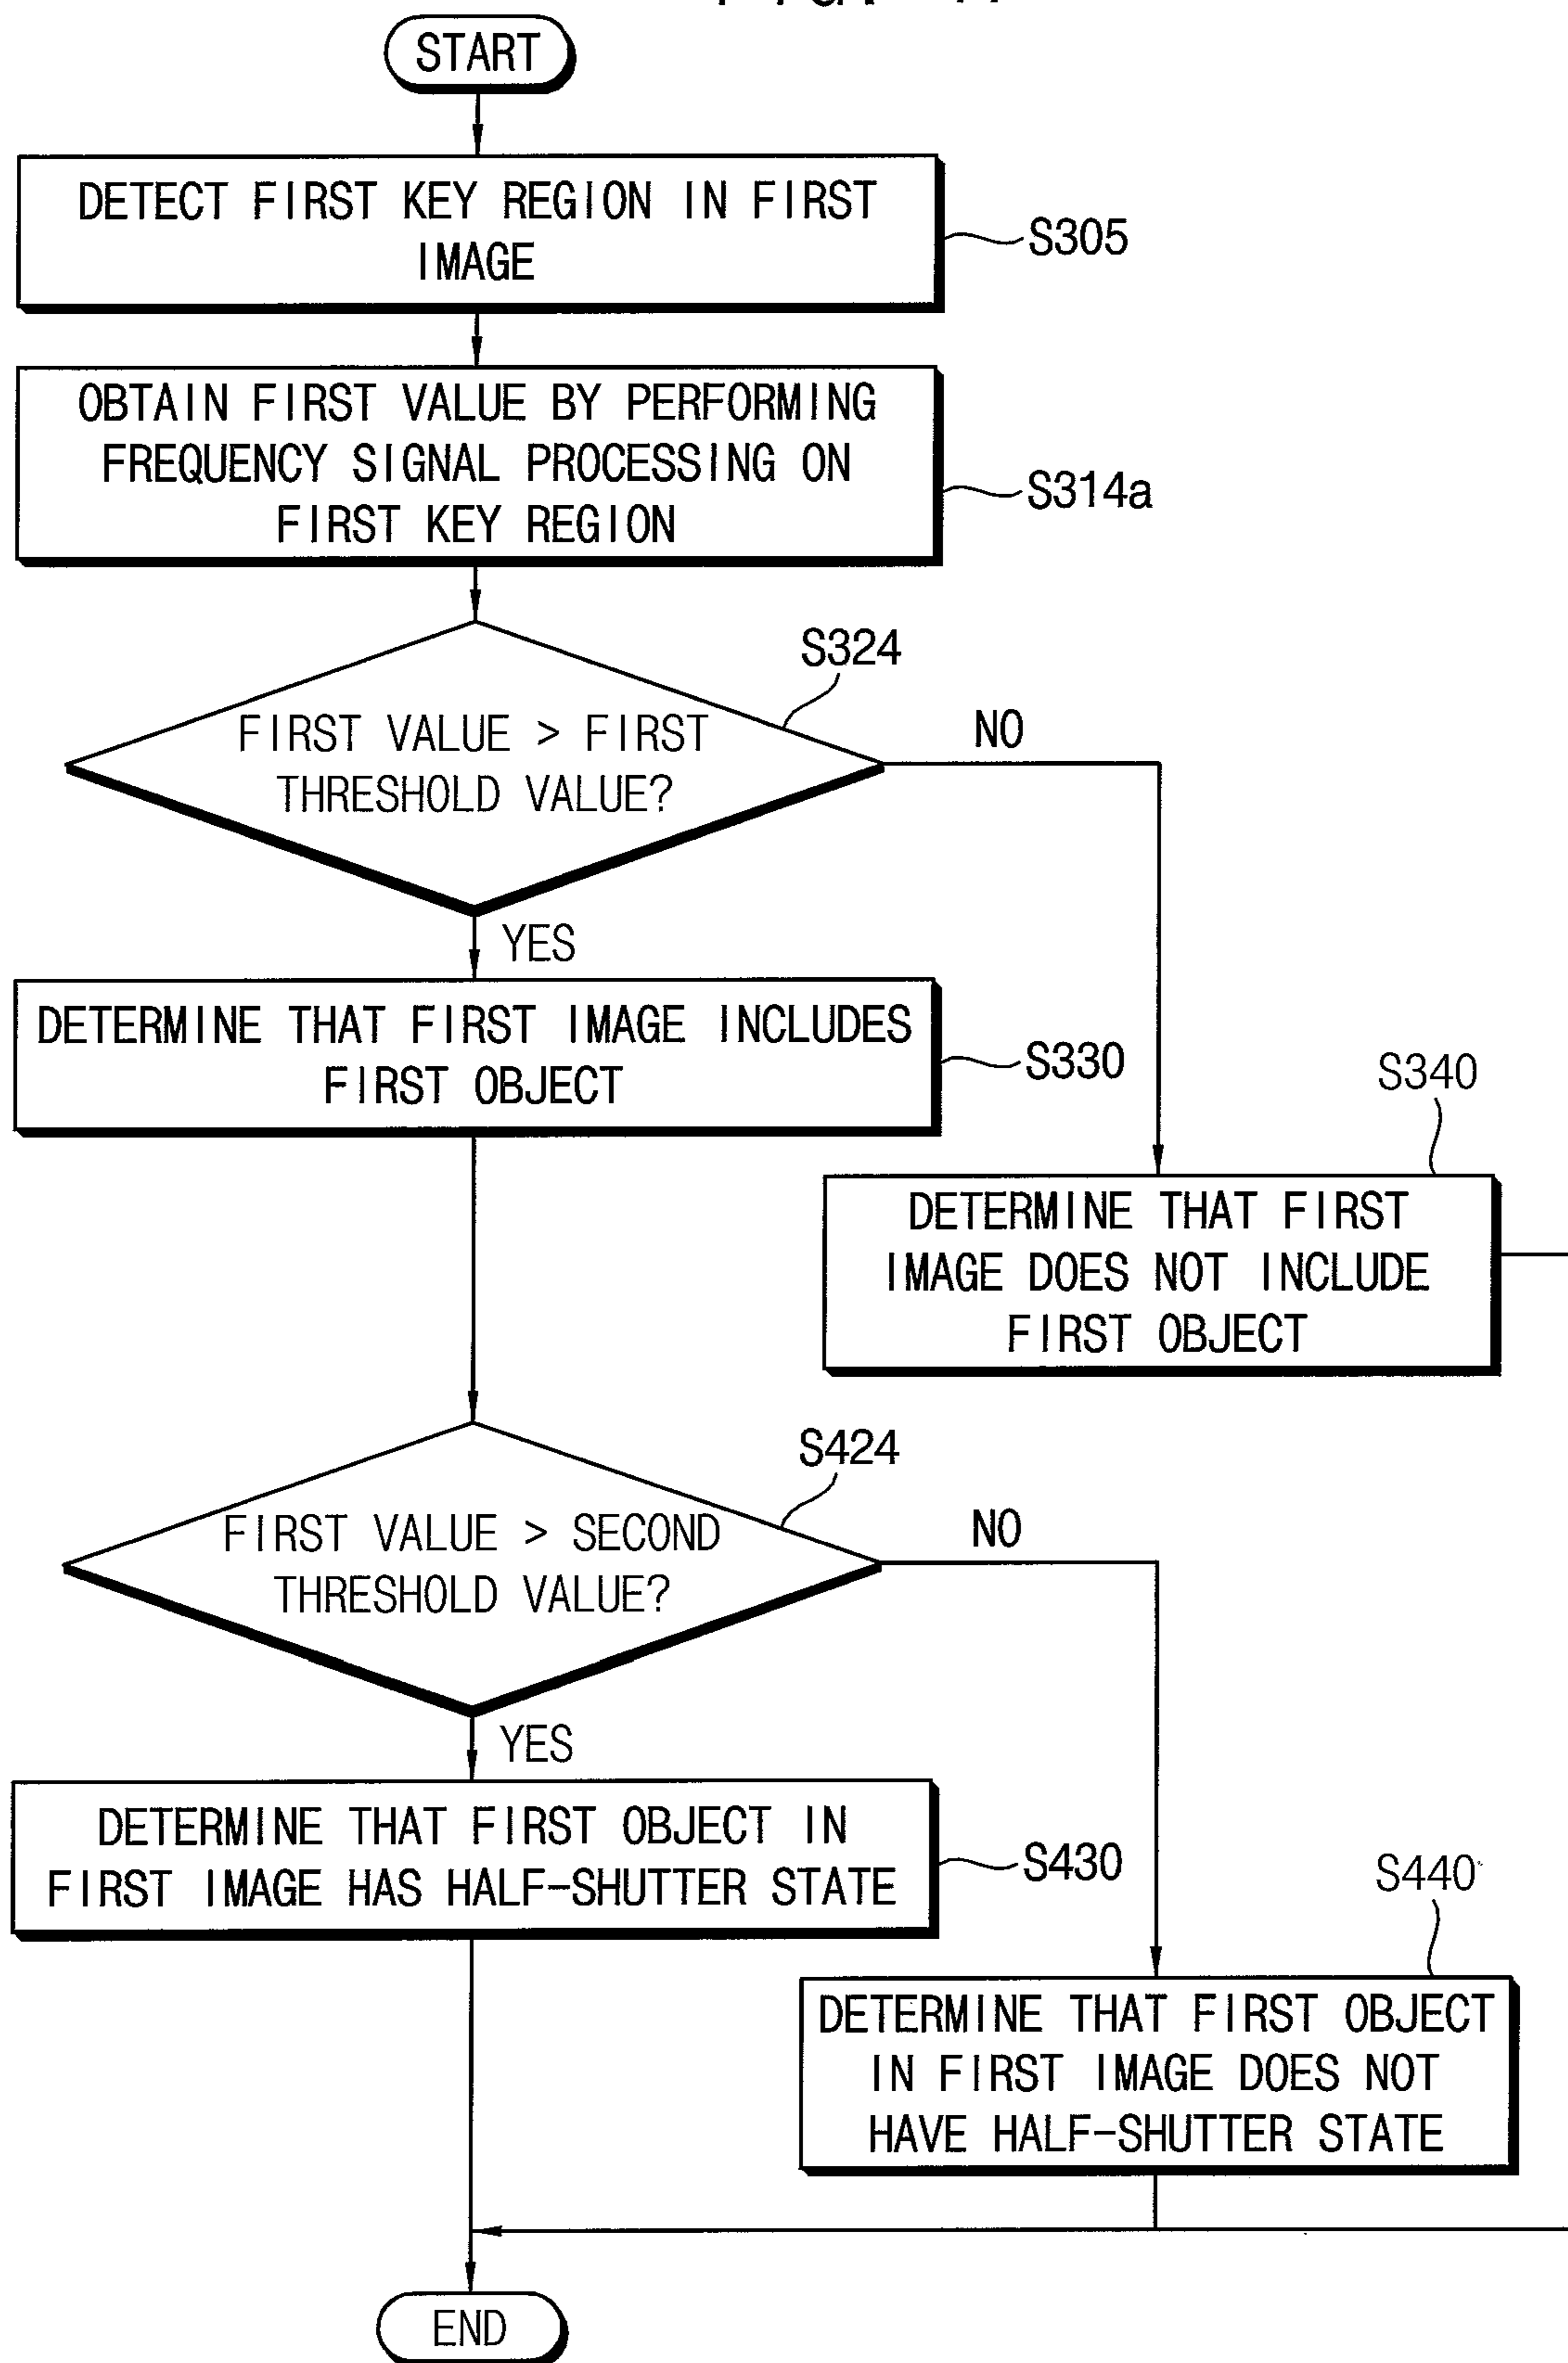 START
DETECT FIRST KEY REGION IN FIRST
IMAGE
S305
OBTAIN FIRST VALUE BY PERFORMING
FREQUENCY SIGNAL PROCESSING ON
FIRST KEY REGION
S314a
S324
FIRST VALUE > FIRST
THRESHOLD VALUE?
NO
YES
DETERMINE THAT FIRST IMAGE INCLUDES
FIRST OBJECT
S330
S340
DETERMINE THAT FIRST
IMAGE DOES NOT INCLUDE
FIRST OBJECT
S424
FIRST VALUE > SECOND
THRESHOLD VALUE?
NO
YES
DETERMINE THAT FIRST OBJECT IN
FIRST IMAGE HAS HALF-SHUTTER STATE
S430
S440
DETERMINE THAT FIRST OBJECT
IN FIRST IMAGE DOES NOT
HAVE HALF-SHUTTER STATE
END